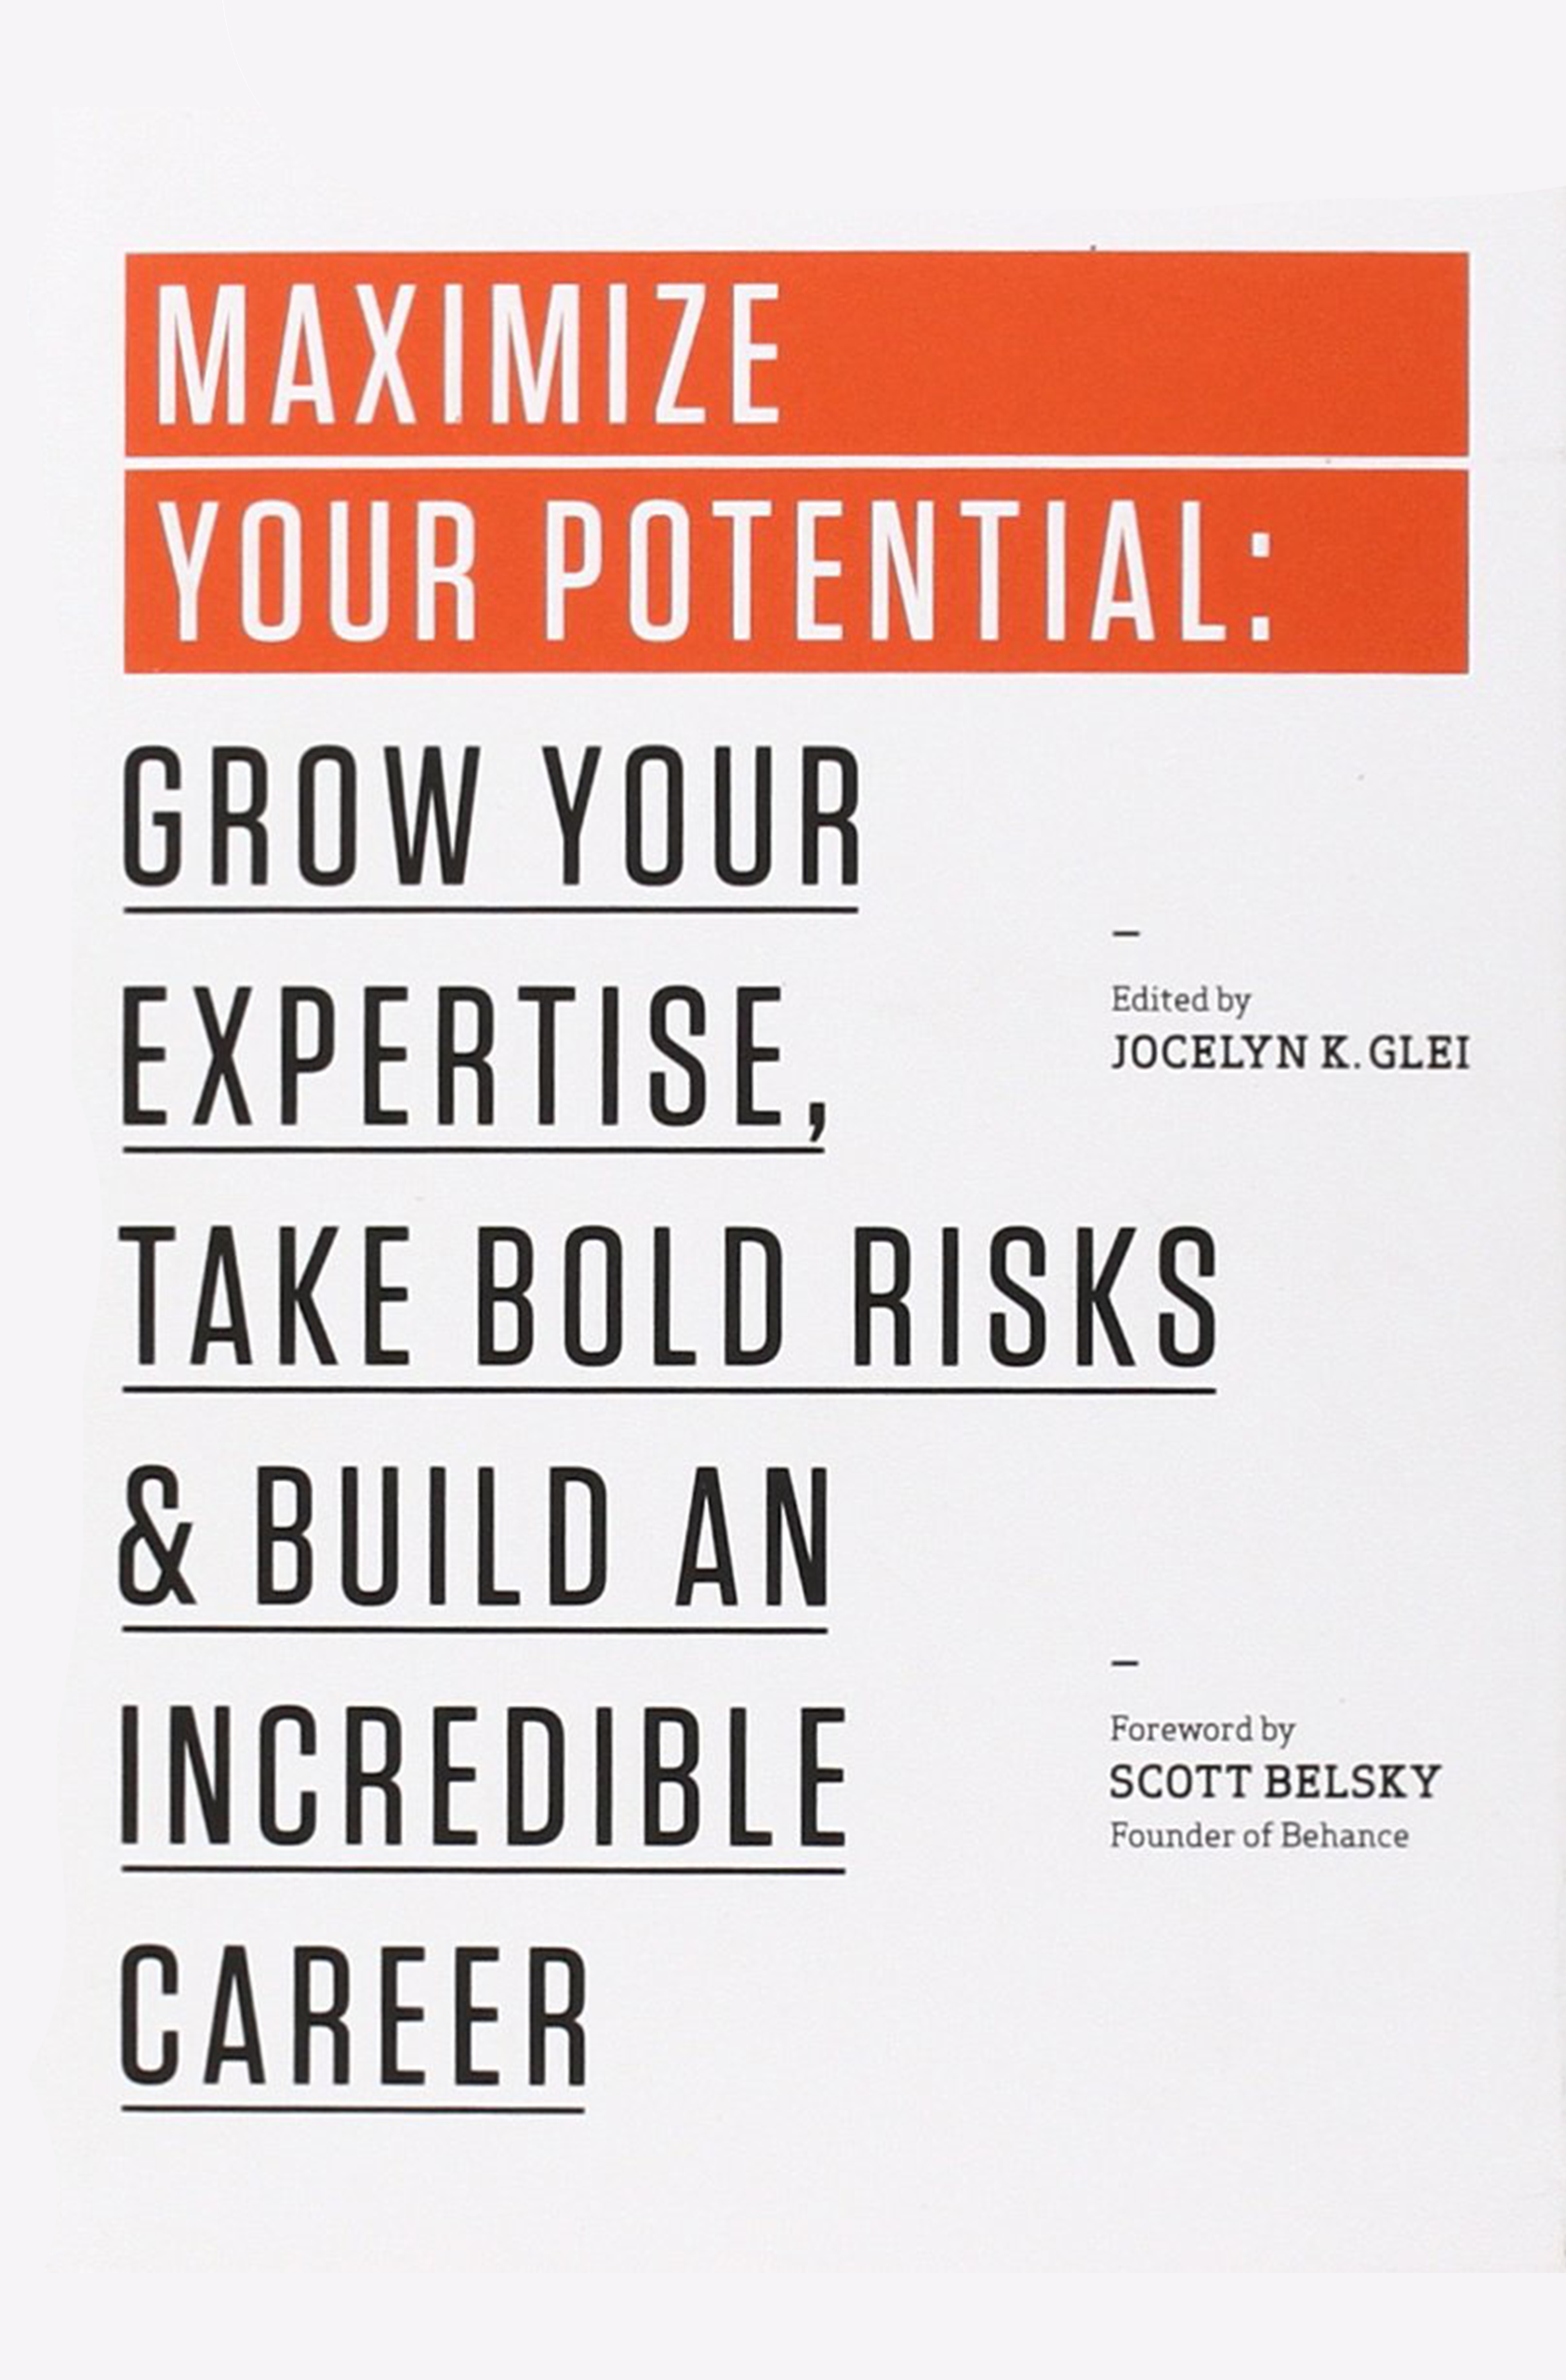 MAXIMIZE
YOUR POTENTIAL:
GROW YOUR
EXPERTISE,
TAKE BOLD RISKS
& BUILD AN
INCREDIBLE
CAREER
–
Edited by
JOCELYN K. GLEI
–
Foreword by
SCOTT BELSKY
Founder of Behance